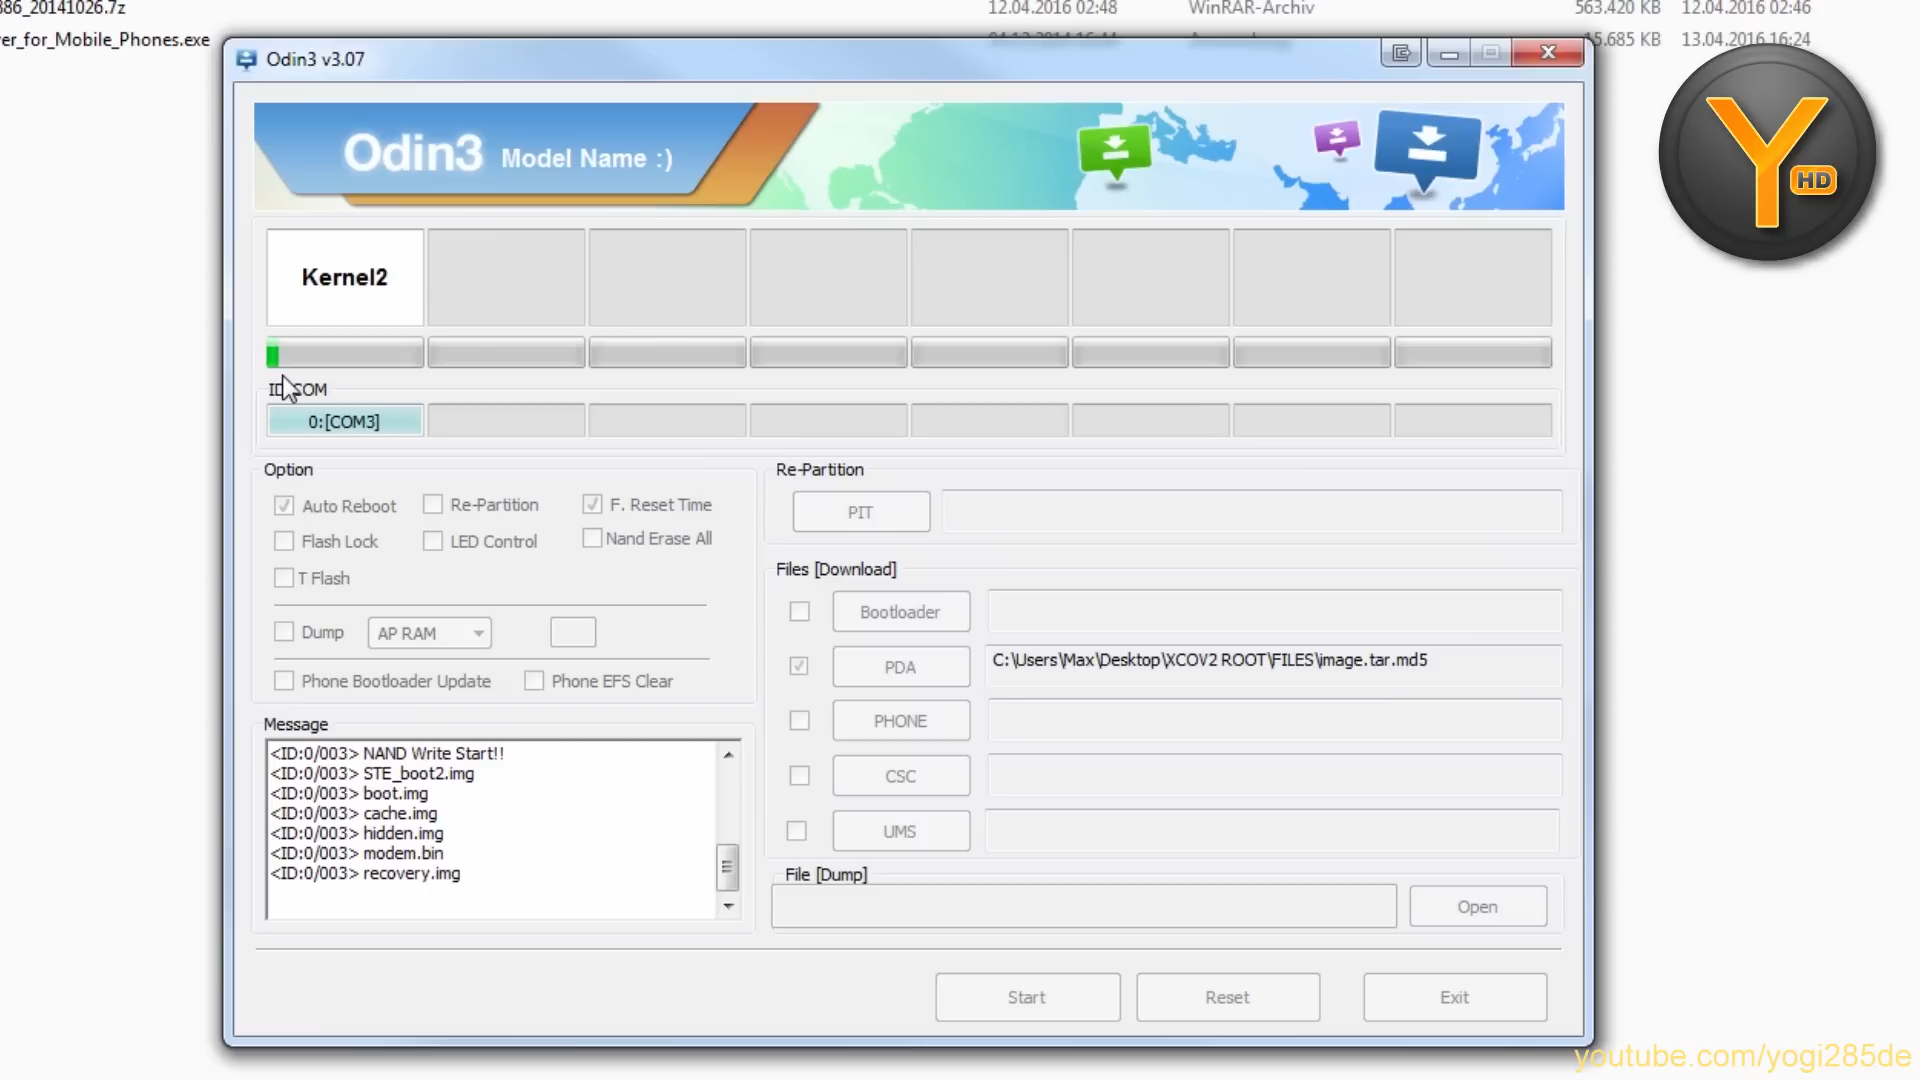 386_20141026.7z
12.04.2016 02:48 WinRAR-Archiv 563.420 KB 12.04.2016 02:46
er_for_Mobile_Phones.exe
5.685 KB 13.04.2016 16:24
Odin3 v3.07
Odin3 Model Name :)
Y HD
Kernel2
ID:COM
0:[COM3]
Option
Auto Reboot Re-Partition F. Reset Time
Flash Lock LED Control Nand Erase All
T Flash
Dump AP RAM
Phone Bootloader Update Phone EFS Clear
Message
<ID:0/003> NAND Write Start!!
<ID:0/003> STE_boot2.img
<ID:0/003> boot.img
<ID:0/003> cache.img
<ID:0/003> hidden.img
<ID:0/003> modem.bin
<ID:0/003> recovery.img
Re-Partition
PIT
Files [Download]
Bootloader
PDA C:\Users\Max\Desktop\XCOV2 ROOT\FILES\image.tar.md5
PHONE
CSC
UMS
File [Dump]
Open
Start Reset Exit
youtube.com/yogi285de